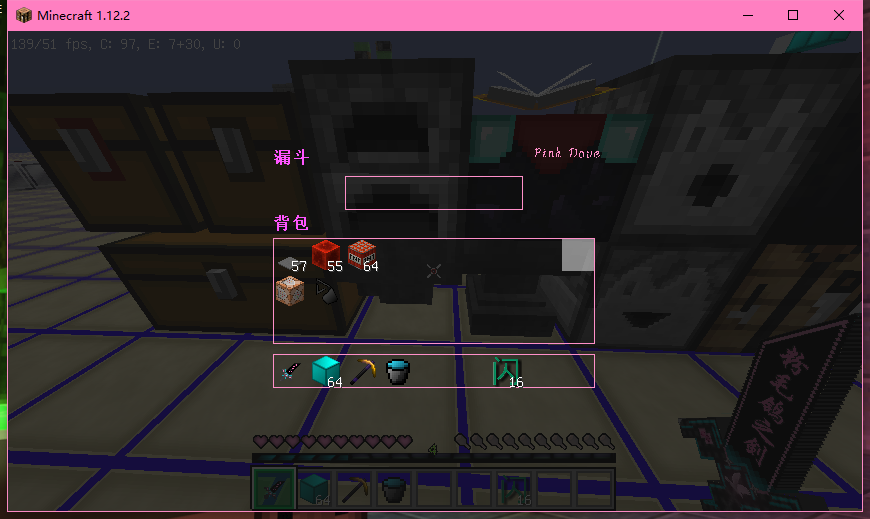 Minecraft 1.12.2
139/51 fps, C: 97, E: 7+30, U: 0
漏斗
Pink Dove
背包
57
55
64
64
闪
16
64
16